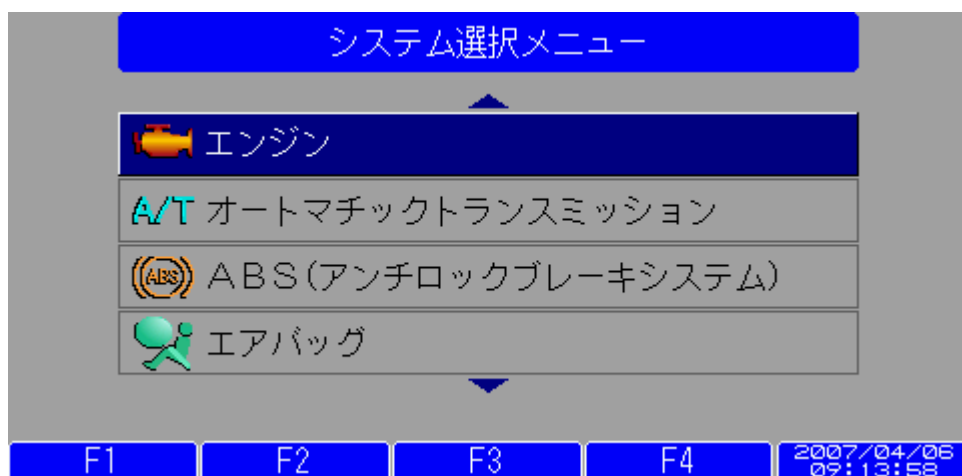 システム選択メニュー
エンジン
A/T オートマチックトランスミッション
(ABS) ABS(アンチロックブレーキシステム)
エアバッグ
F1 F2 F3 F4 2007/04/06
09:13:58